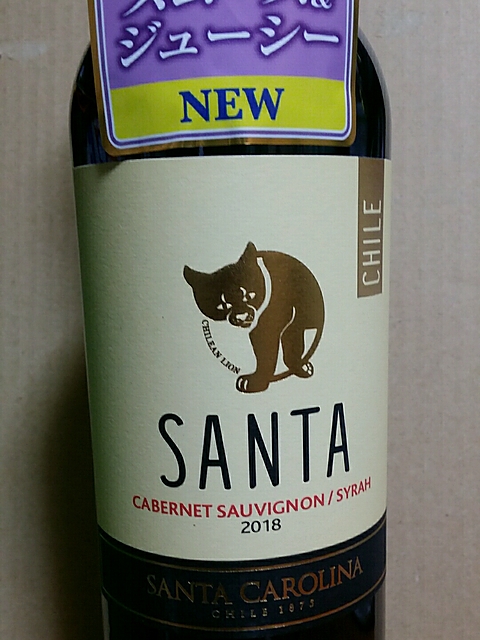 ジューシー
NEW
CHILE
CHILEAN LION
SANTA
CABERNET SAUVIGNON / SYRAH
2018
SANTA CAROLINA
CHILE 1875